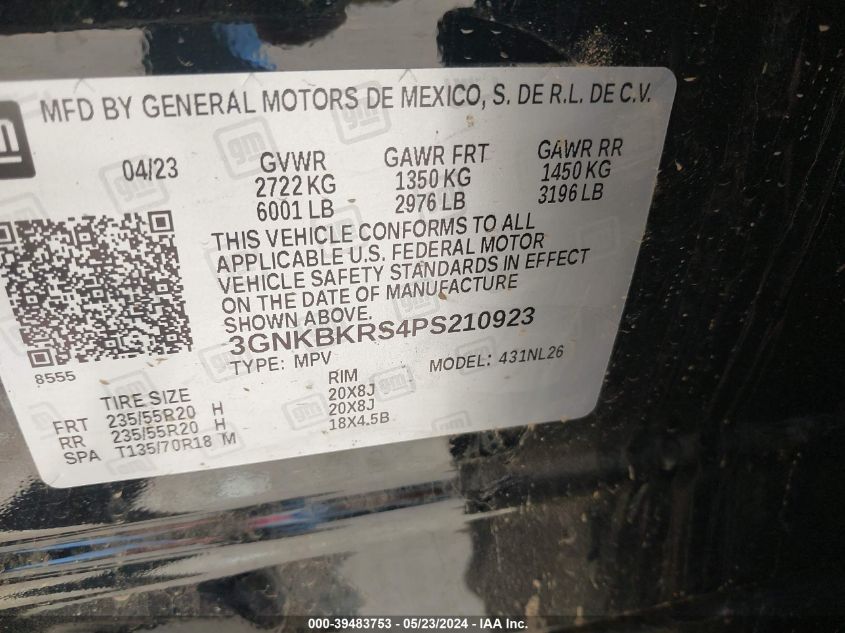 gm
MFD BY GENERAL MOTORS DE MEXICO, S. DE R.L. DE C.V.
04/23 GVWR GAWR FRT GAWR RR
2722 KG 1350 KG 1450 KG
6001 LB 2976 LB 3196 LB
THIS VEHICLE CONFORMS TO ALL
APPLICABLE U.S. FEDERAL MOTOR
VEHICLE SAFETY STANDARDS IN EFFECT
ON THE DATE OF MANUFACTURE
SHOWN ABOVE.
3GNKBKRS4PS210923
TYPE: MPV MODEL: 431NL26
8555
TIRE SIZE RIM
FRT 235/55R20 H 20X8J
RR 235/55R20 H 20X8J
SPA T135/70R18 M 18X4.5B
000-39483753 - 05/23/2024 - IAA Inc.